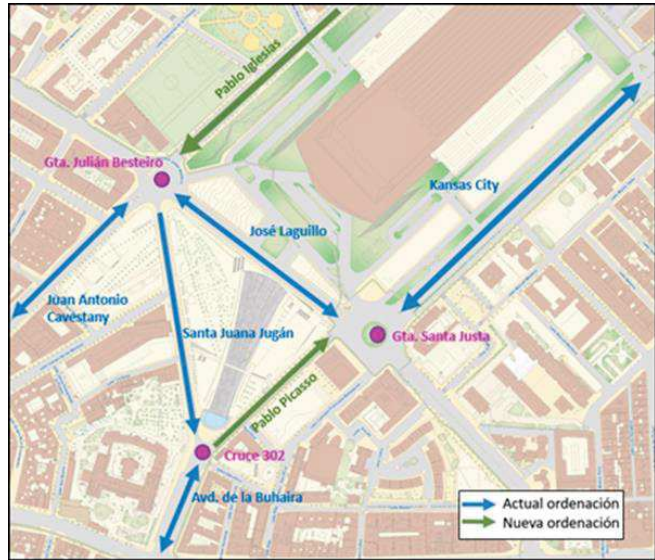 Pablo Iglesias
Gta. Julián Besteiro
Kansas City
José Laguillo
Juan Antonio
Cavestany
Santa Juana Jugán
Gta. Santa Justa
Pablo Picasso
Cruce 302
Avd. de la Buhaira
Actual ordenación
Nueva ordenación